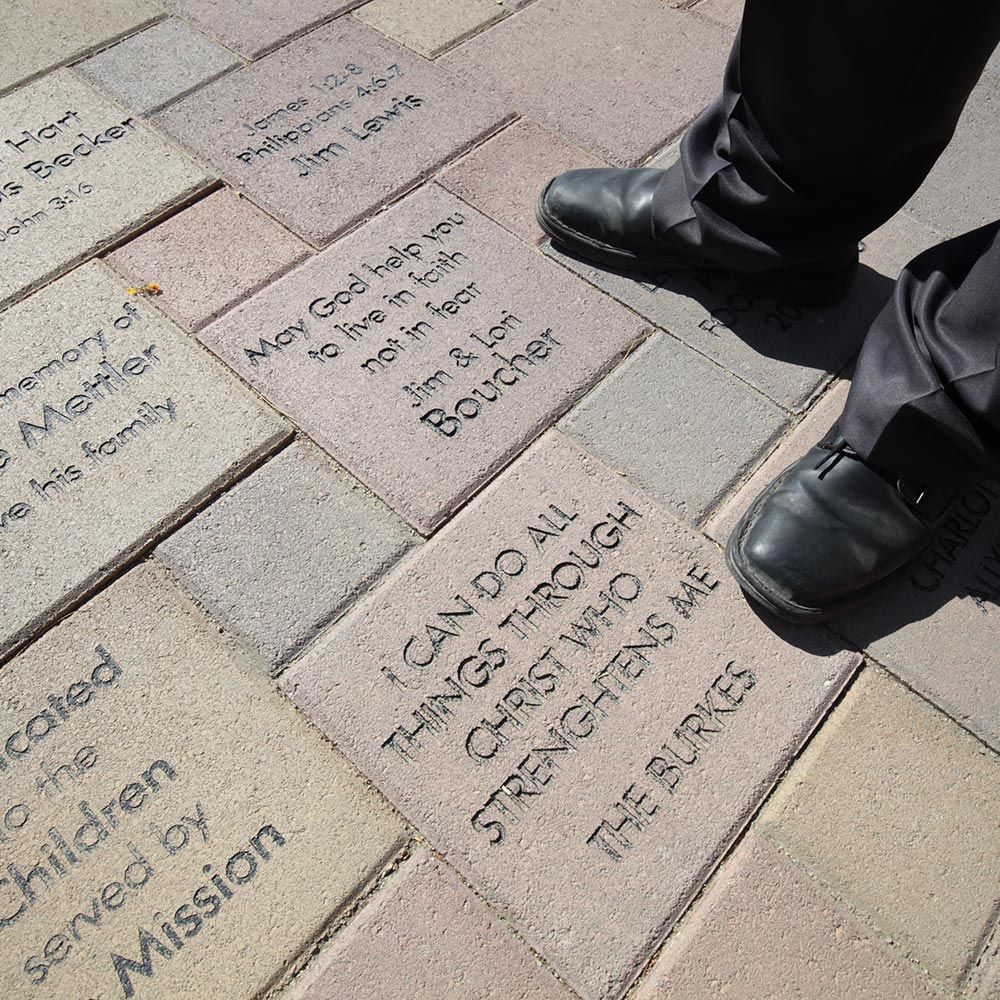 Hart
Becker
John 3:16
James 1:2-8
Philippians 4:6-7
Jim Lewis
May God help you
to live in faith
not in fear
Jim & Lori
Boucher
memory of
Mettler
his family
I CAN DO ALL
THINGS THROUGH
CHRIST WHO
STRENGHTENS ME
THE BURKES
to the
Children
served by
Mission